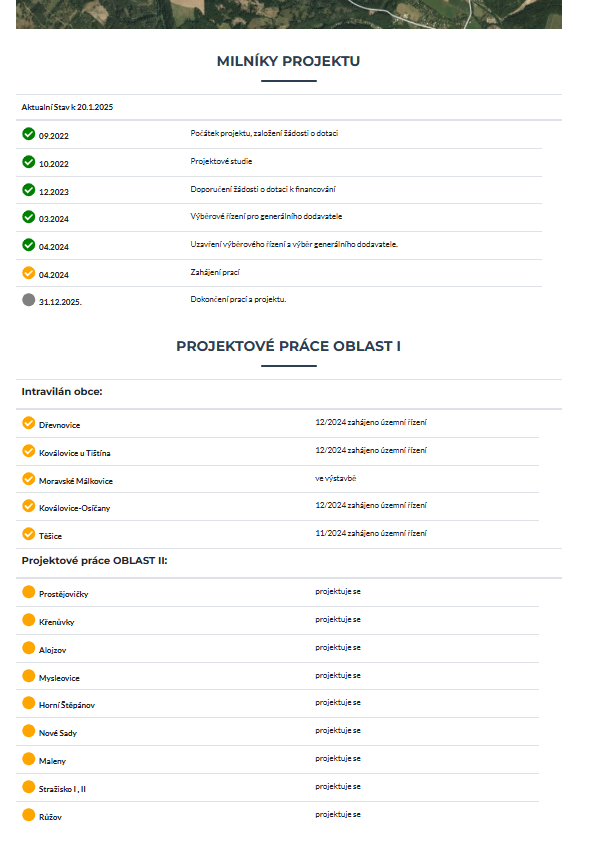 MILNÍKY PROJEKTU
Aktualní Stav k 20.1.2025
09.2022 Počátek projektu, založení žádosti o dotaci
10.2022 Projektové studie
12.2023 Doporučení žádosti o dotaci k financování
03.2024 Výběrové řízení pro generálního dodavatele
04.2024 Uzavření výběrového řízení a výběr generálního dodavatele.
04.2024 Zahájení prací
31.12.2025. Dokončení prací a projektu.
PROJEKTOVÉ PRÁCE OBLAST I
Intravilán obce:
Dřevnovice 12/2024 zahájeno územní řízení
Koválovice u Tištína 12/2024 zahájeno územní řízení
Moravské Málkovice ve výstavbě
Koválovice-Osíčany 12/2024 zahájeno územní řízení
Těšice 11/2024 zahájeno územní řízení
Projektové práce OBLAST II:
Prostějovičky projektuje se
Křenůvky projektuje se
Alojzov projektuje se
Mysleovice projektuje se
Horní Štěpánov projektuje se
Nové Sady projektuje se
Maleny projektuje se
Stražisko I , II projektuje se
Růžov projektuje se